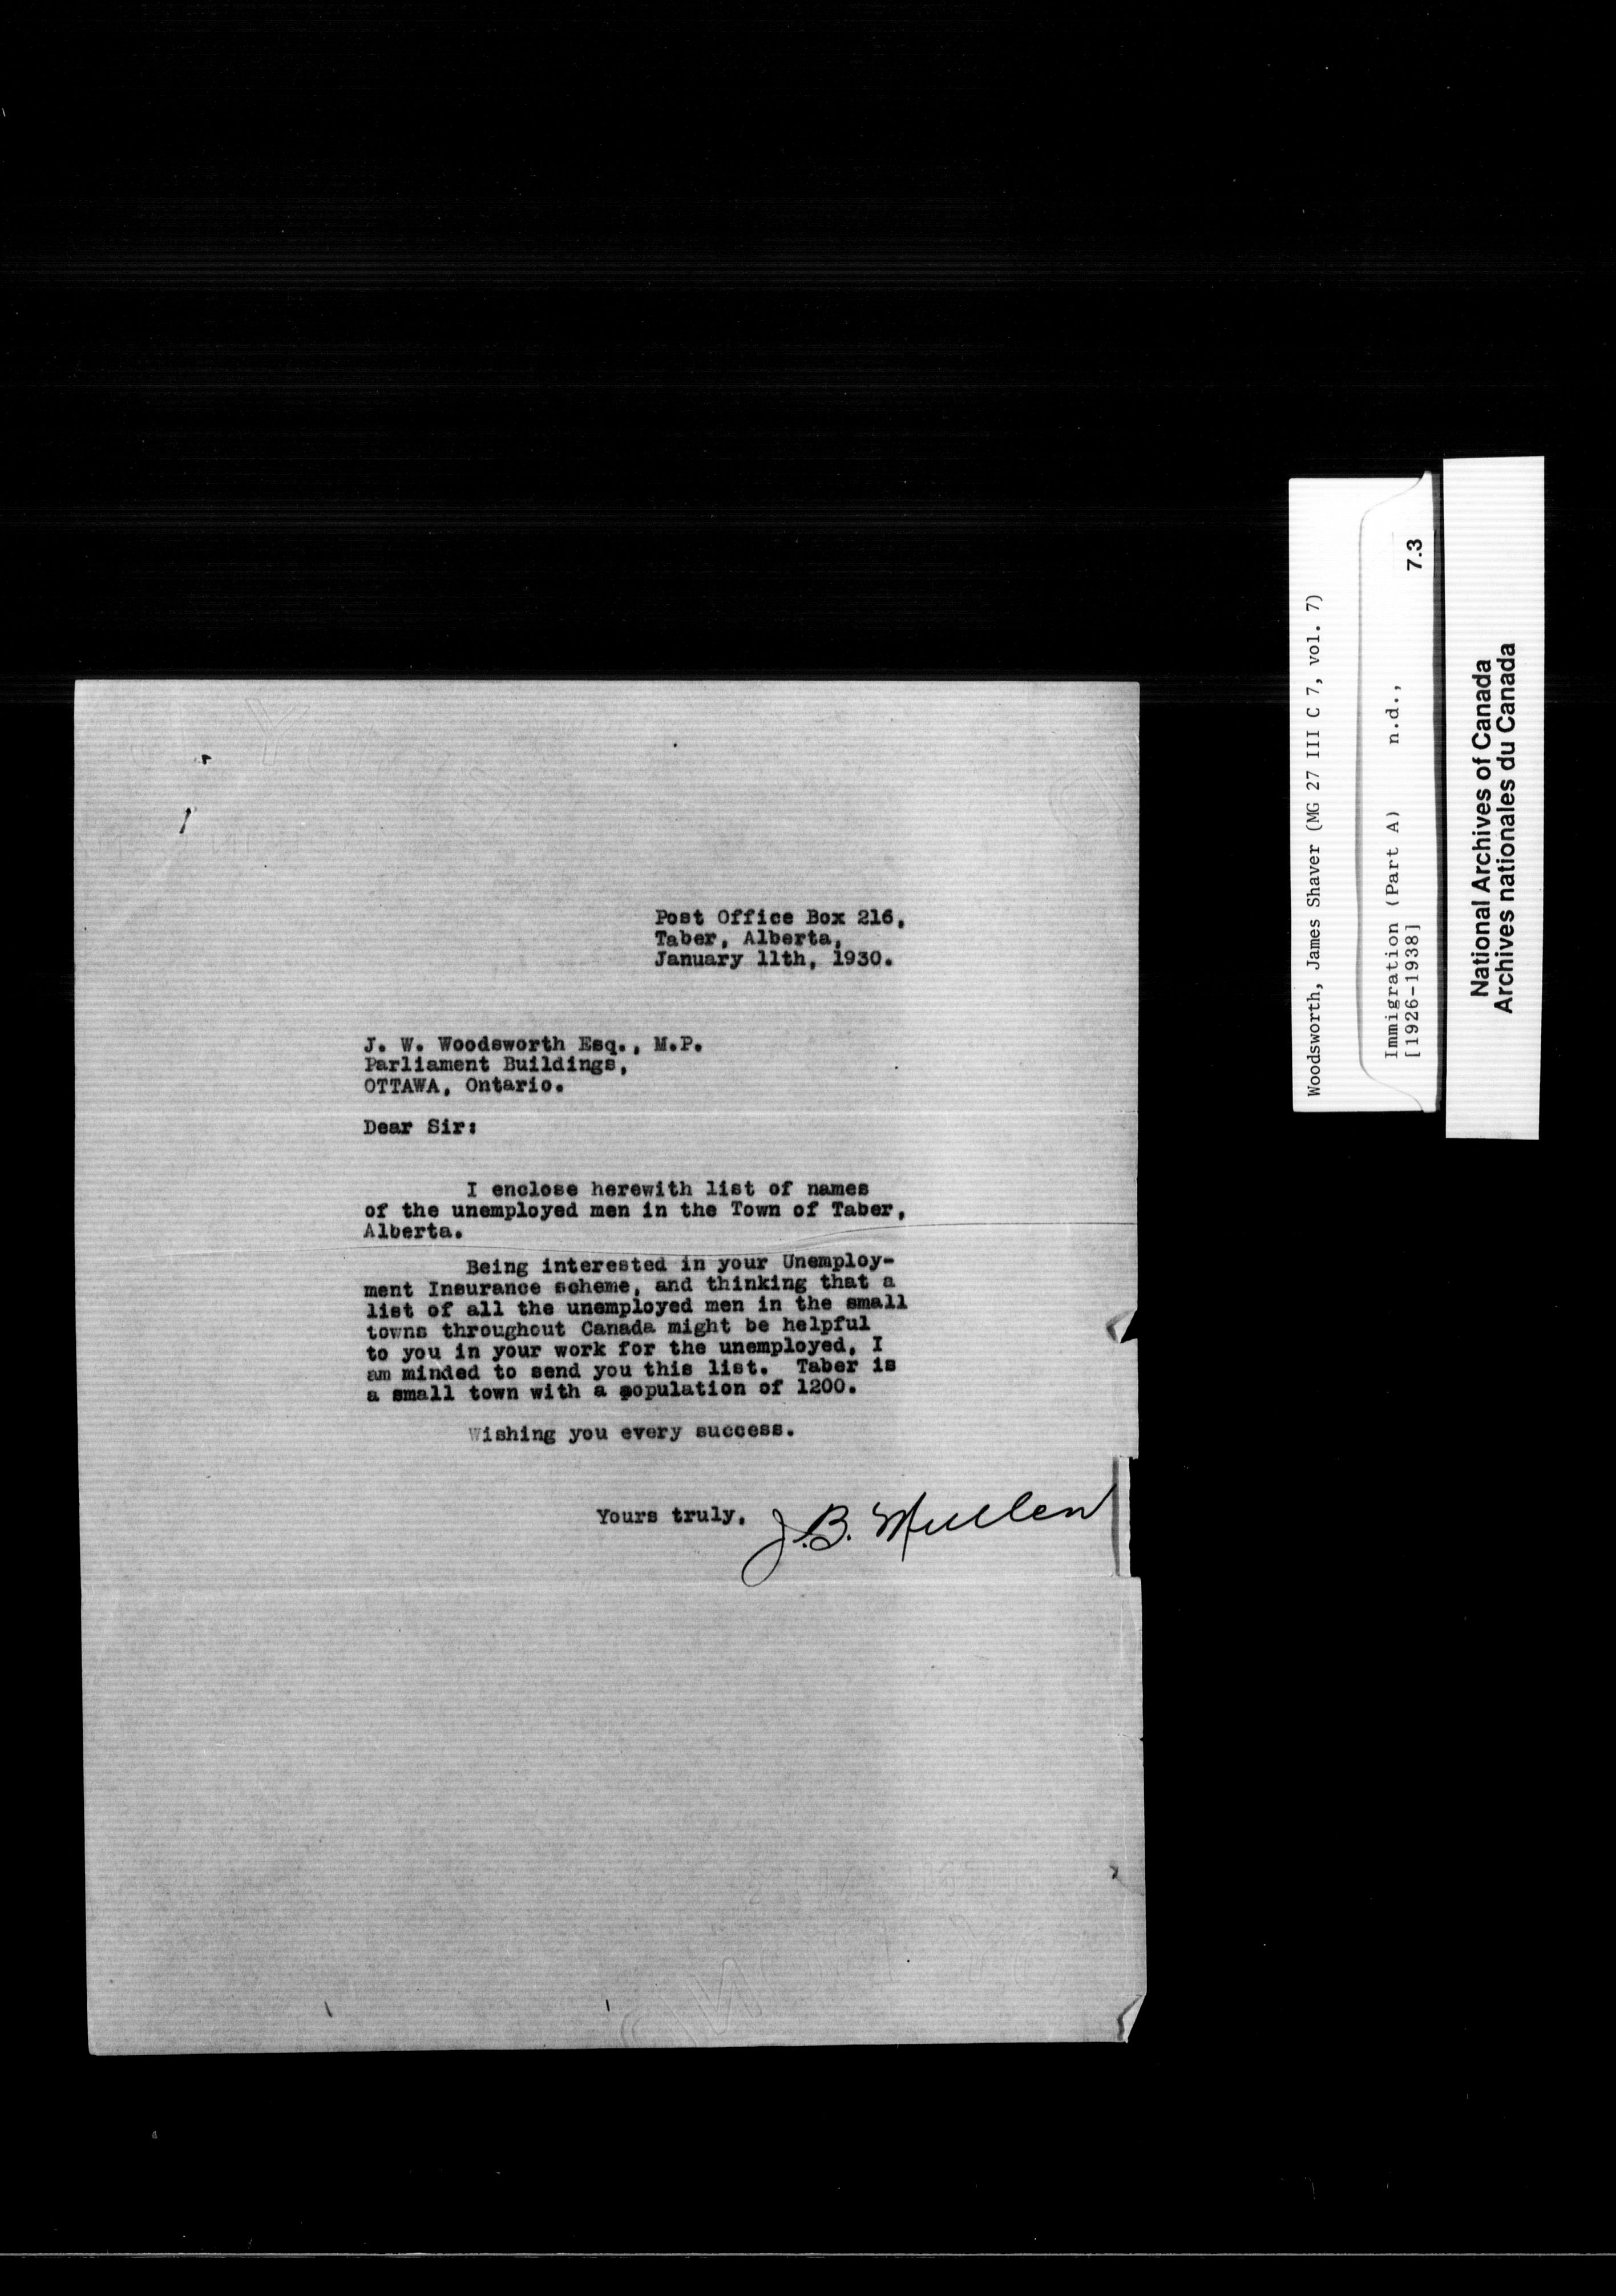 Post Office Box 216,
Taber, Alberta,
January 11th, 1930.
J. W. Woodsworth Esq., M.P.
Parliament Buildings,
OTTAWA, Ontario.
Dear Sir:
I enclose herewith list of names
of the unemployed men in the Town of Taber,
Alberta.
Being interested in your Unemploy-
ment Insurance scheme, and thinking that a
list of all the unemployed men in the small
towns throughout Canada might be helpful
to you in your work for the unemployed, I
am minded to send you this list. Taber is
a small town with a population of 1200.
Wishing you every success.
Yours truly,
J. B. Mullen
Woodsworth, James Shaver (MG 27 III C 7, vol. 7)
Immigration (Part A) n.d., 7.3
[1926-1938]
National Archives of Canada
Archives nationales du Canada